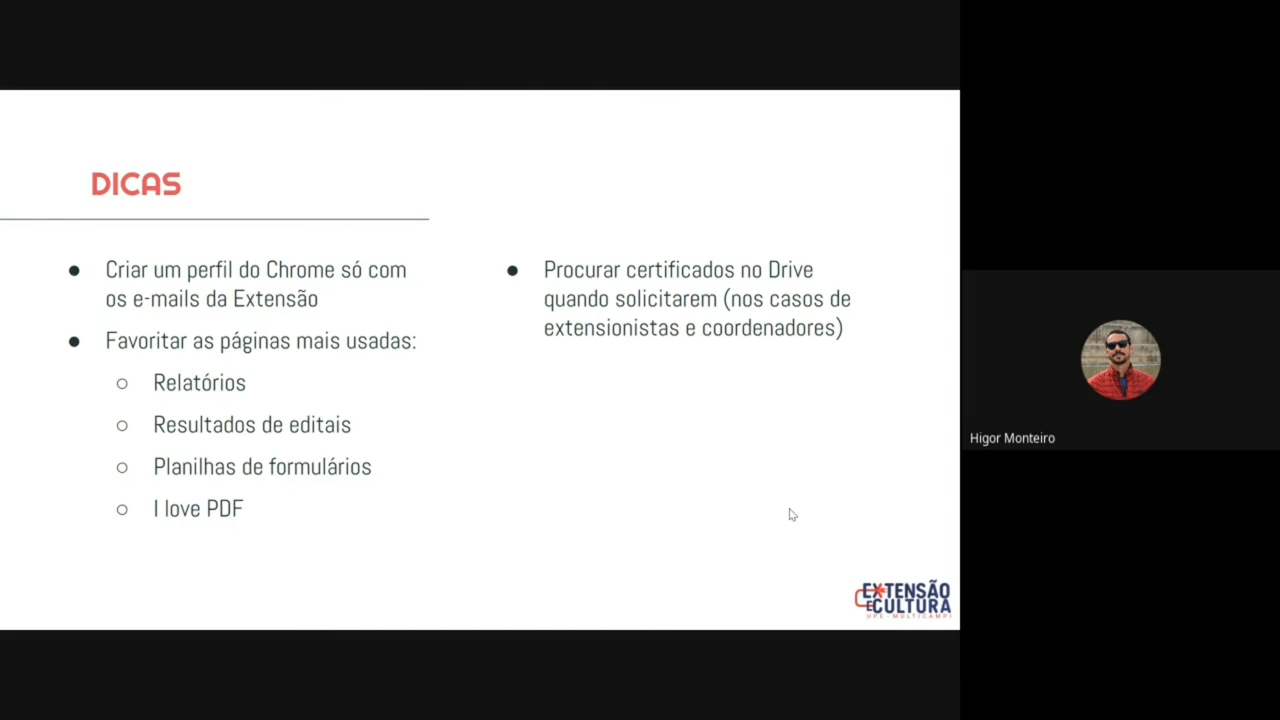 DICAS
● Criar um perfil do Chrome só com
os e-mails da Extensão
● Favoritar as páginas mais usadas:
○ Relatórios
○ Resultados de editais
○ Planilhas de formulários
○ I love PDF
● Procurar certificados no Drive
quando solicitarem (nos casos de
extensionistas e coordenadores)
EXTENSÃO
E CULTURA
UPE MULTICAMPI
Higor Monteiro